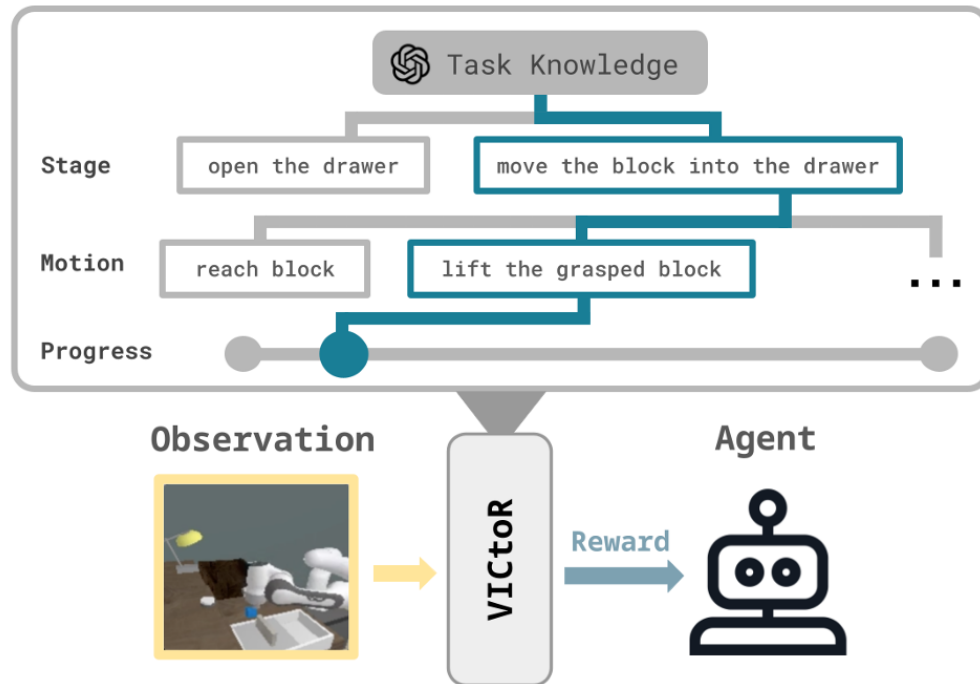 Task Knowledge
Stage
open the drawer
move the block into the drawer
Motion
reach block
lift the grasped block
...
Progress
Observation
Agent
VICtoR
Reward